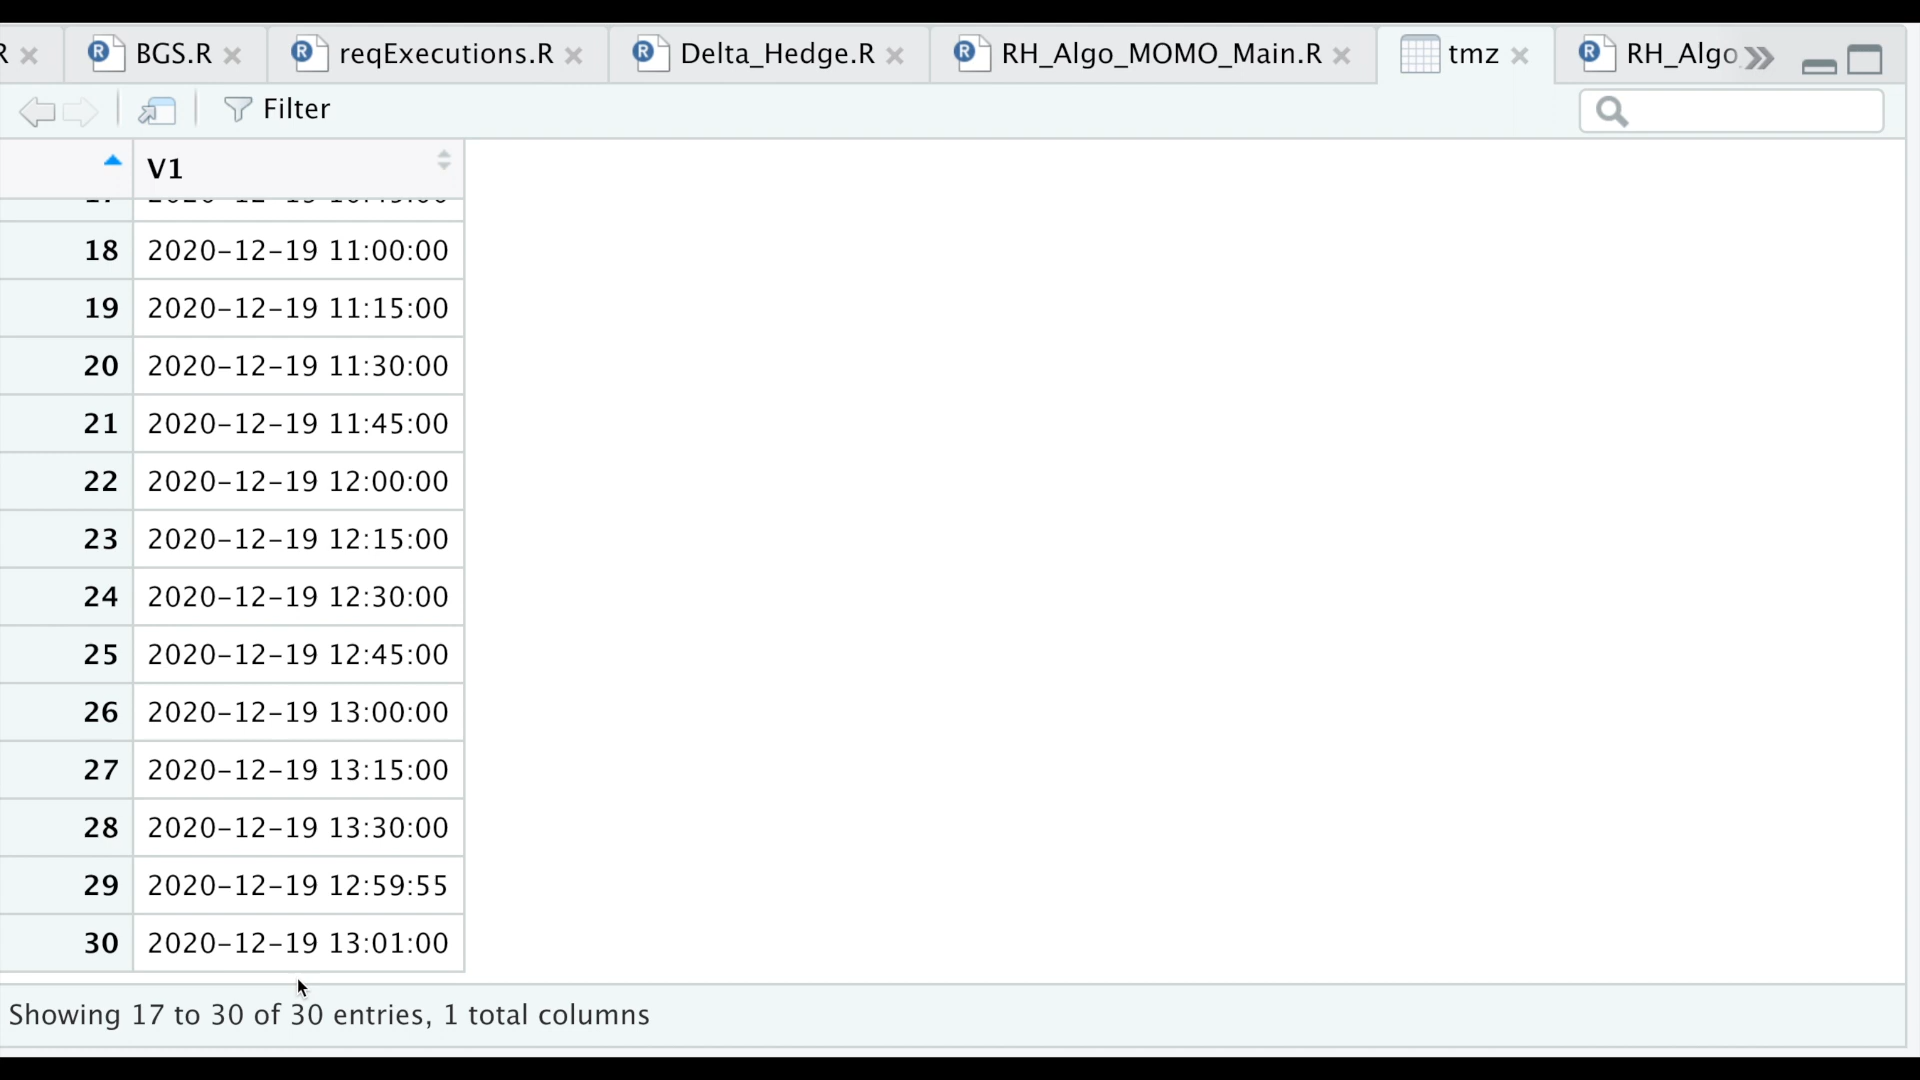 R BGS.R reqExecutions.R Delta_Hedge.R RH_Algo_MOMO_Main.R tmz RH_Algo
Filter
V1
18 2020-12-19 11:00:00
19 2020-12-19 11:15:00
20 2020-12-19 11:30:00
21 2020-12-19 11:45:00
22 2020-12-19 12:00:00
23 2020-12-19 12:15:00
24 2020-12-19 12:30:00
25 2020-12-19 12:45:00
26 2020-12-19 13:00:00
27 2020-12-19 13:15:00
28 2020-12-19 13:30:00
29 2020-12-19 12:59:55
30 2020-12-19 13:01:00
Showing 17 to 30 of 30 entries, 1 total columns